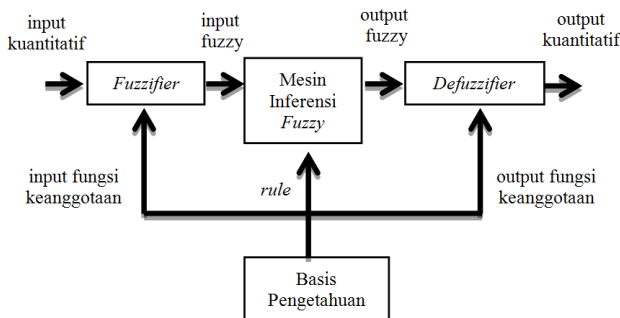 input
kuantitatif
input
fuzzy
output
fuzzy
output
kuantitatif
Fuzzifier
Mesin
Inferensi
Fuzzy
Defuzzifier
input fungsi
keanggotaan
rule
output fungsi
keanggotaan
Basis
Pengetahuan